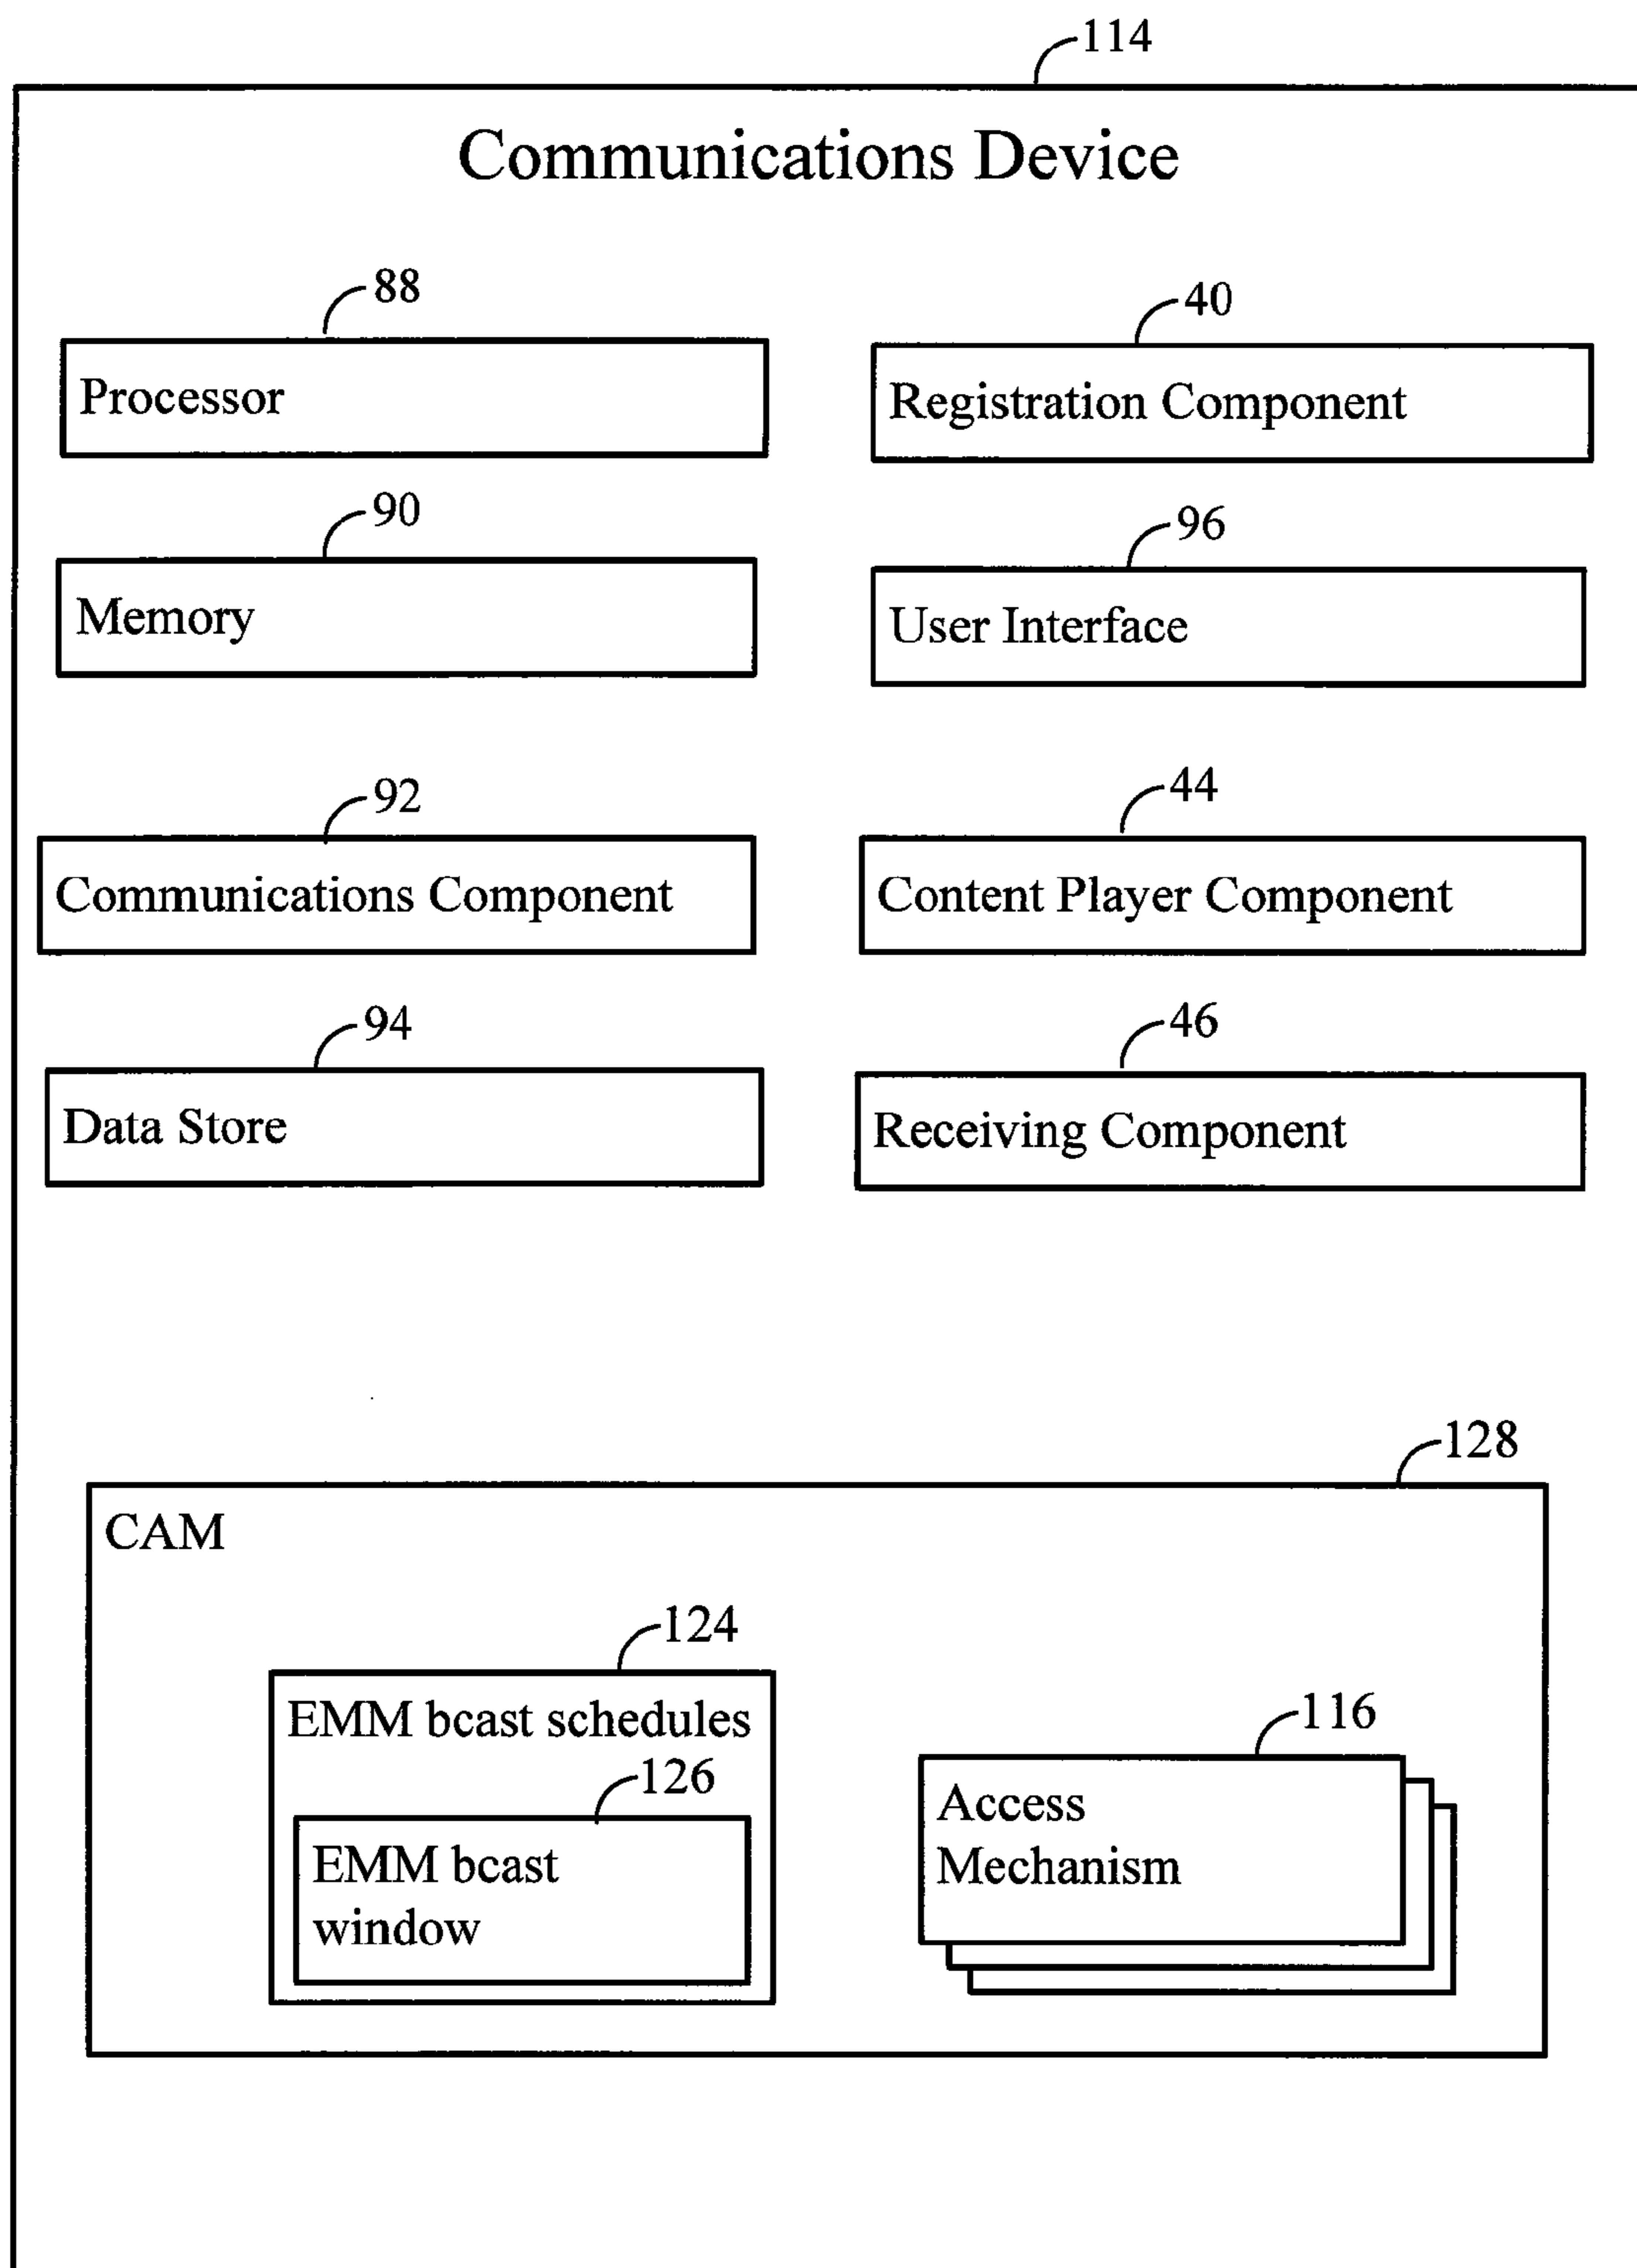 114
Communications Device
88
Processor
40
Registration Component
90
Memory
96
User Interface
92
Communications Component
44
Content Player Component
94
Data Store
46
Receiving Component
128
CAM
124
EMM bcast schedules
126
EMM bcast
window
116
Access
Mechanism